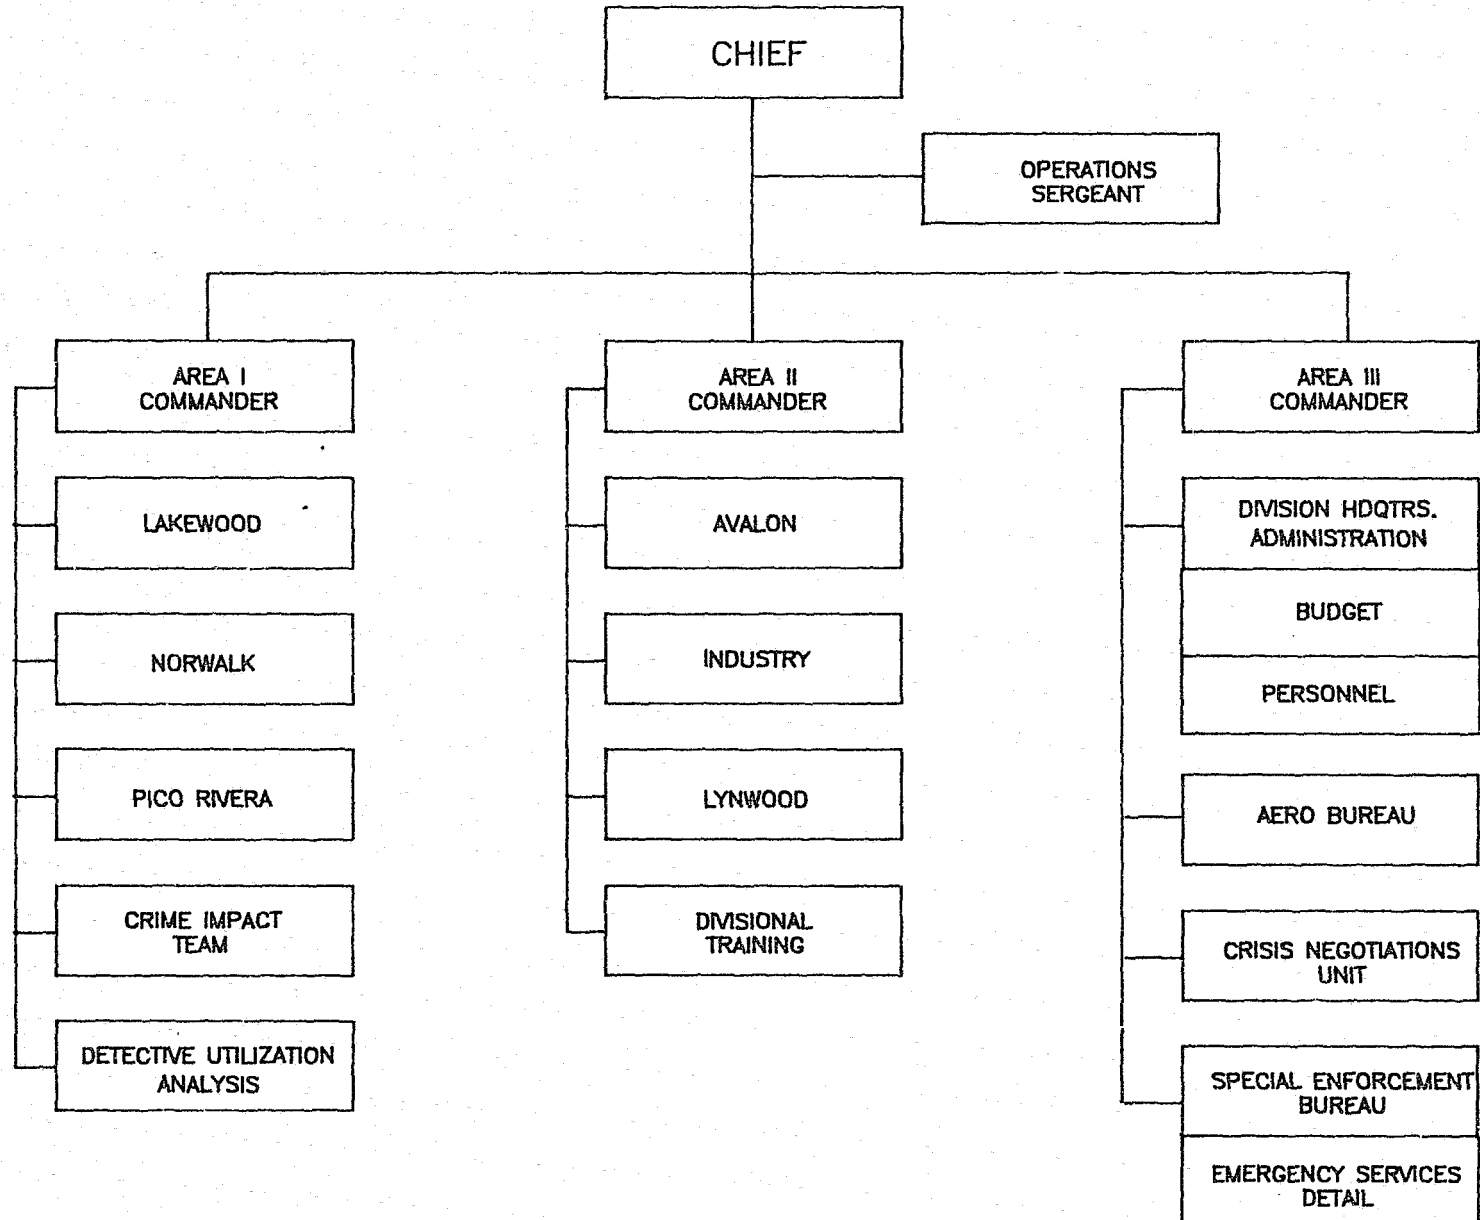 CHIEF
OPERATIONS
SERGEANT
AREA I
COMMANDER
LAKEWOOD
NORWALK
PICO RIVERA
CRIME IMPACT
TEAM
DETECTIVE UTILIZATION
ANALYSIS
AREA II
COMMANDER
AVALON
INDUSTRY
LYNWOOD
DIVISIONAL
TRAINING
AREA III
COMMANDER
DIVISION HDQTRS.
ADMINISTRATION
BUDGET
PERSONNEL
AERO BUREAU
CRISIS NEGOTIATIONS
UNIT
SPECIAL ENFORCEMENT
BUREAU
EMERGENCY SERVICES
DETAIL